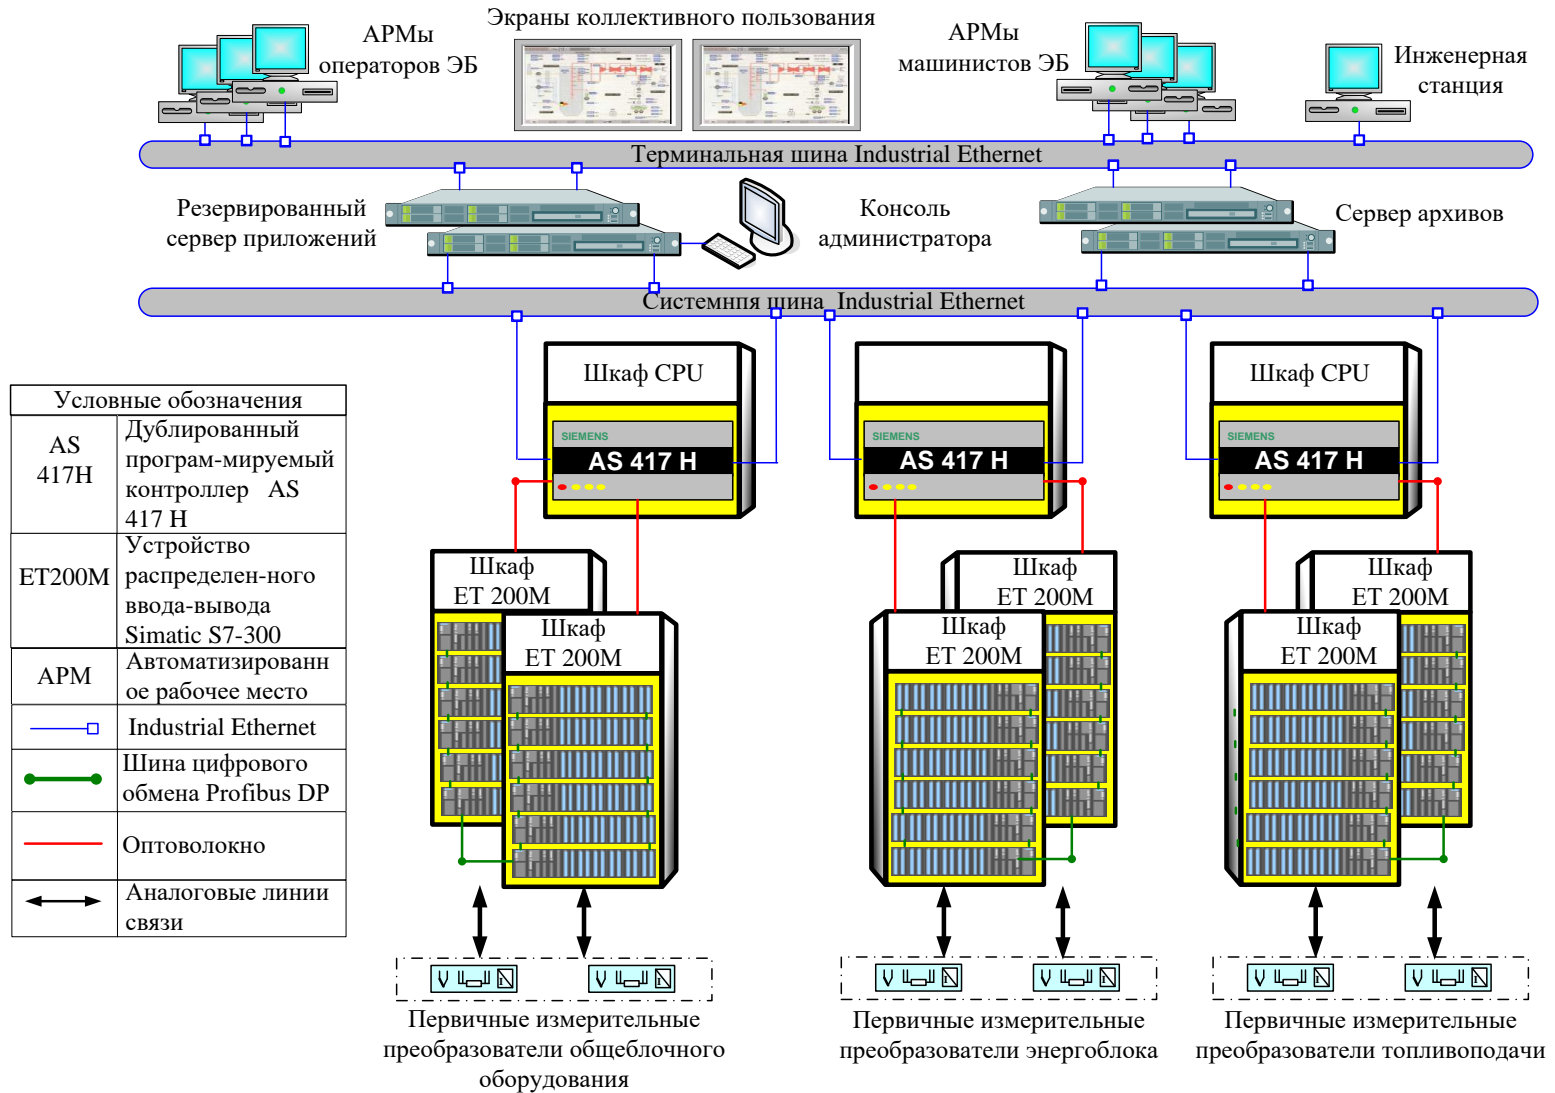 Экраны коллективного пользования
АРМы
операторов ЭБ
АРМы
машинистов ЭБ
Инженерная
станция
Терминальная шина Industrial Ethernet
Резервированный
сервер приложений
Консоль
администратора
Сервер архивов
Системнпя шина Industrial Ethernet
Шкаф CPU
Шкаф CPU
SIEMENS
AS 417 H
SIEMENS
AS 417 H
SIEMENS
AS 417 H
Условные обозначения
AS
417H
Дублированный
програм-мируемый
контроллер AS
417 H
ET200M
Устройство
распределен-ного
ввода-вывода
Simatic S7-300
АРМ
Автоматизированн
ое рабочее место
Industrial Ethernet
Шина цифрового
обмена Profibus DP
Оптоволокно
Аналоговые линии
связи
Шкаф
ET 200M
Шкаф
ET 200M
Шкаф
ET 200M
Шкаф
ET 200M
Шкаф
ET 200M
Шкаф
ET 200M
Первичные измерительные
преобразователи общеблочного
оборудования
Первичные измерительные
преобразователи энергоблока
Первичные измерительные
преобразователи топливоподачи